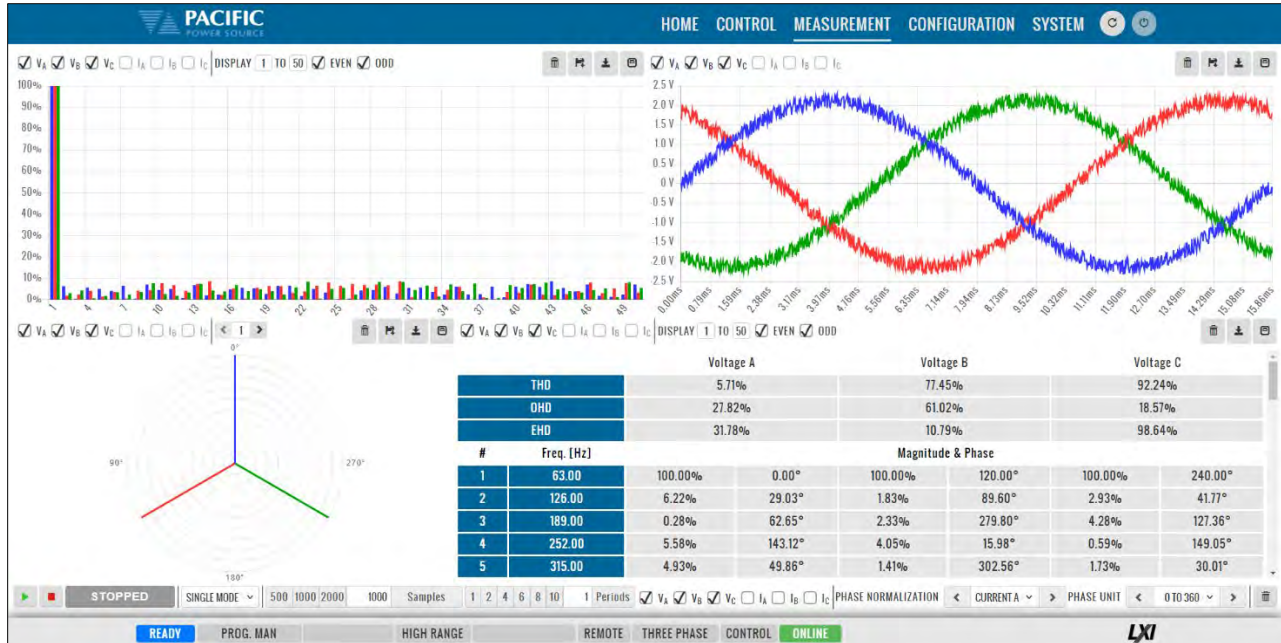 PACIFIC
POWER SOURCE
HOME CONTROL MEASUREMENT CONFIGURATION SYSTEM
VA VB VC IA IB IC DISPLAY 1 TO 50 EVEN ODD
VA VB VC IA IB IC
100%
90%
80%
70%
60%
50%
40%
30%
20%
10%
0%
1 4 7 10 13 16 19 22 25 28 31 34 37 40 43 46 49
2.5 V
2.0 V
1.5 V
1.0 V
0.5 V
0 V
0.5 V
-1.0 V
1.5 V
2.0 V
2.5 V
0.00ms 0.79ms 1.59ms 2.38ms 3.17ms 3.97ms 4.76ms 5.56ms 6.35ms 7.14ms 7.94ms 8.73ms 9.52ms 10.32ms 11.11ms 11.90ms 12.70ms 13.49ms 14.29ms 15.08ms 15.86ms
VA VB VC IA IB IC < 1 >
VA VB VC IA IB IC DISPLAY 1 TO 50 EVEN ODD
0°
90°
270°
180°
Voltage A Voltage B Voltage C
THD 5.71% 77.45% 92.24%
OHD 27.82% 61.02% 18.57%
EHD 31.78% 10.79% 98.64%
# Freq. [Hz] Magnitude & Phase
1 63.00 100.00% 0.00° 100.00% 120.00° 100.00% 240.00°
2 126.00 6.22% 29.03° 1.83% 89.60° 2.93% 41.77°
3 189.00 0.28% 62.65° 2.33% 279.80° 4.28% 127.36°
4 252.00 5.58% 143.12° 4.05% 15.98° 0.59% 149.05°
5 315.00 4.93% 49.86° 1.41% 302.56° 1.73% 30.01°
STOPPED SINGLE MODE 500 1000 2000 1000 Samples 1 2 4 6 8 10 1 Periods VA VB VC IA IB IC PHASE NORMALIZATION < CURRENT A > PHASE UNIT < 0 TO 360 >
READY PROG. MAN HIGH RANGE REMOTE THREE PHASE CONTROL ONLINE LXI